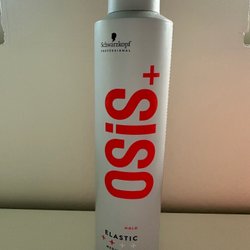 Schwarzkopf
PROFESSIONAL
OSiS+
HOLD
ELASTIC